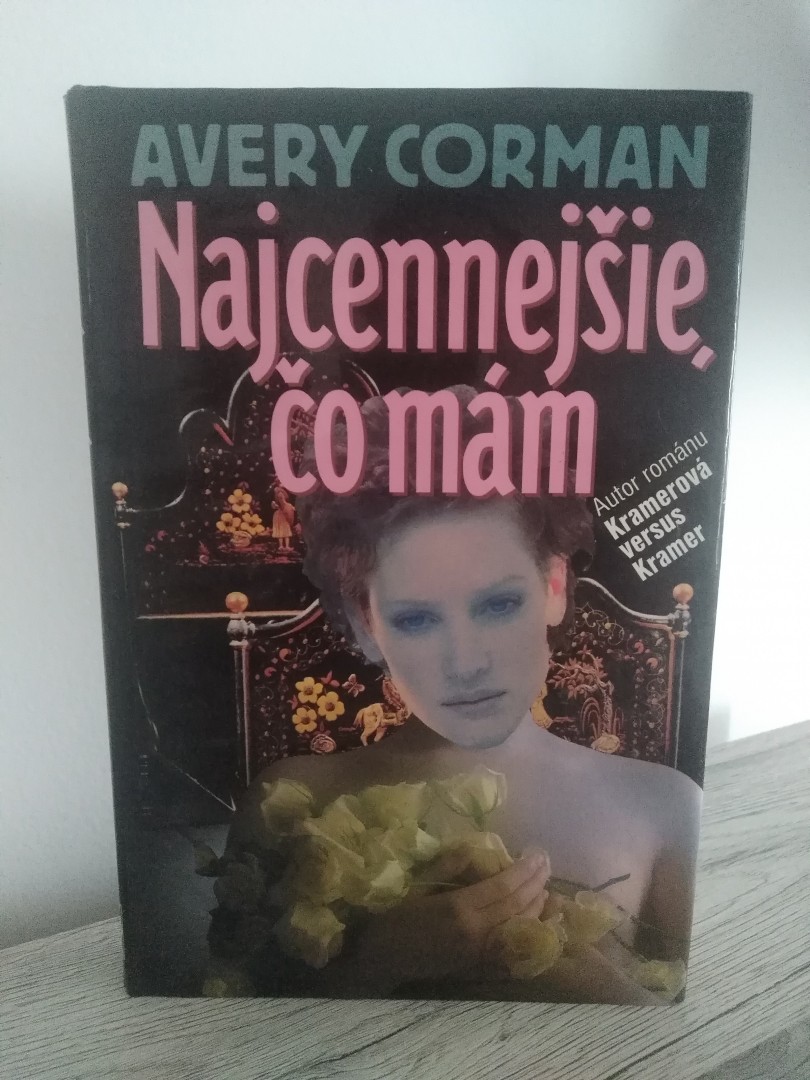 AVERY CORMAN
Najcennejšie,
čo mám
Autor románu
Kramerová
versus
Kramer